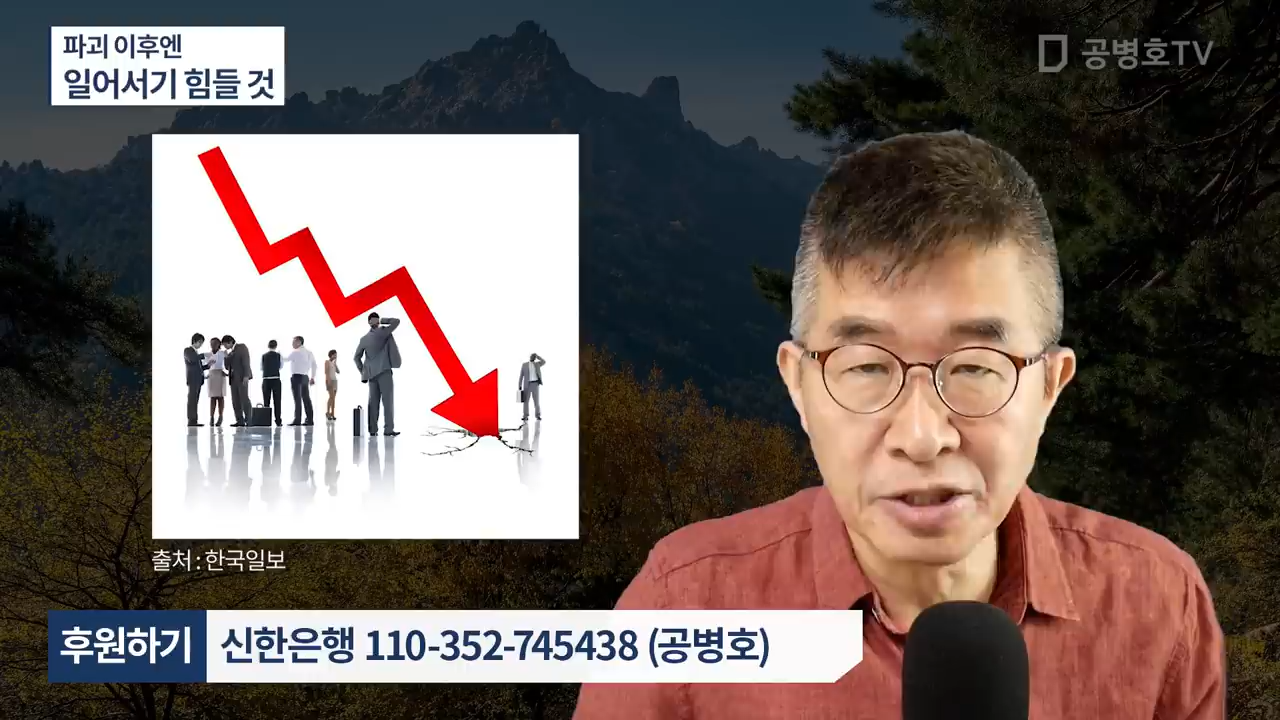 파괴 이후엔
일어서기 힘들 것
공병호TV
출처 : 한국일보
후원하기
신한은행 110-352-745438 (공병호)